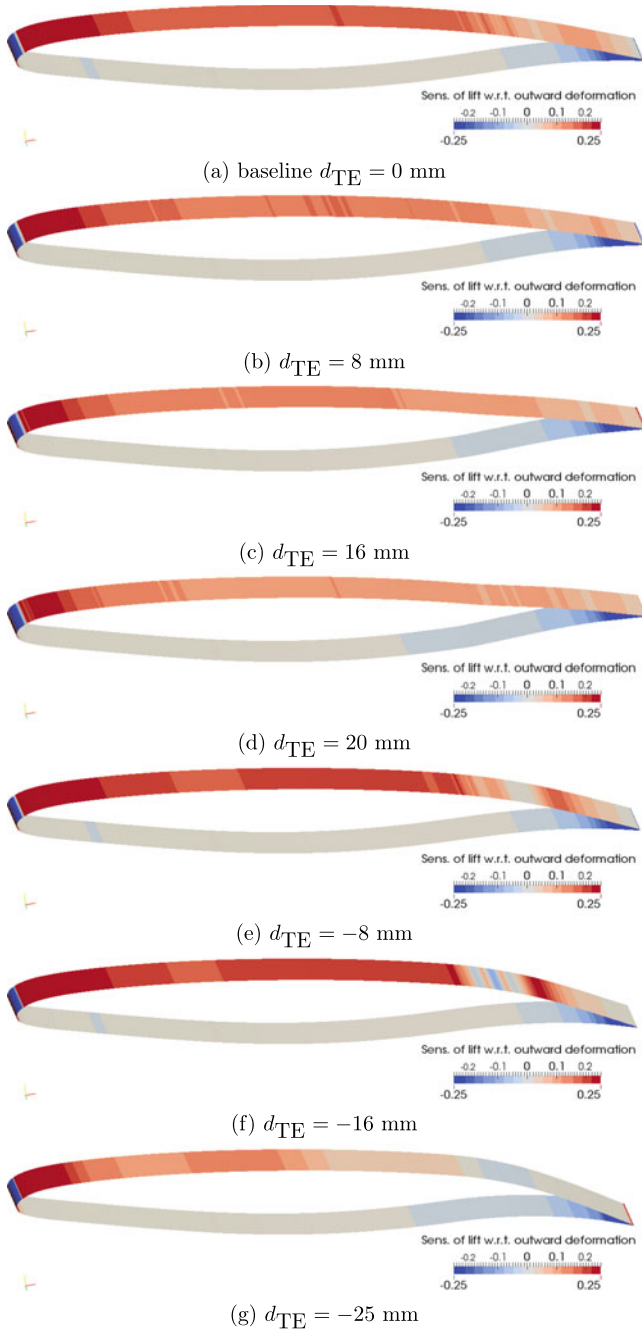 Sens. of lift w.r.t. outward deformation
-0.2 -0.1 0 0.1 0.2
-0.25 0.25
(a) baseline dTE = 0 mm
Sens. of lift w.r.t. outward deformation
-0.2 -0.1 0 0.1 0.2
-0.25 0.25
(b) dTE = 8 mm
Sens. of lift w.r.t. outward deformation
-0.2 -0.1 0 0.1 0.2
-0.25 0.25
(c) dTE = 16 mm
Sens. of lift w.r.t. outward deformation
-0.2 -0.1 0 0.1 0.2
-0.25 0.25
(d) dTE = 20 mm
Sens. of lift w.r.t. outward deformation
-0.2 -0.1 0 0.1 0.2
-0.25 0.25
(e) dTE = −8 mm
Sens. of lift w.r.t. outward deformation
-0.2 -0.1 0 0.1 0.2
-0.25 0.25
(f) dTE = −16 mm
Sens. of lift w.r.t. outward deformation
-0.2 -0.1 0 0.1 0.2
-0.25 0.25
(g) dTE = −25 mm